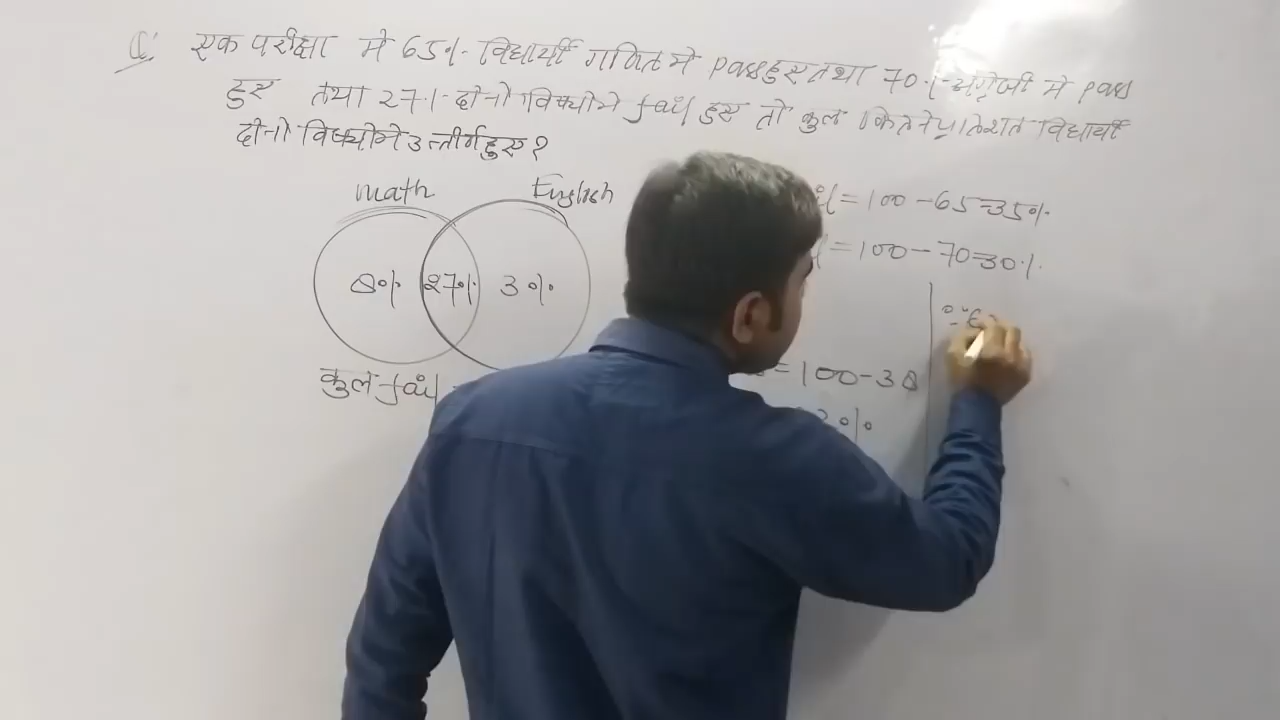 Q: एक परीक्षा मे 65% विद्यार्थी गणित मे pass हुए तथा 70% अंग्रेजी मे pass
हुए तथा 27% दोनो विषयोमे fail हुए तो कुल कितने प्रतिशत विद्यार्थी
दोनो विषयोमे उत्तीर्ण हुए ?
math English
8% 27% 3%
= 100 - 65 = 35%
= 100 - 70 = 30%
कुल fail
= 100 - 38
2%